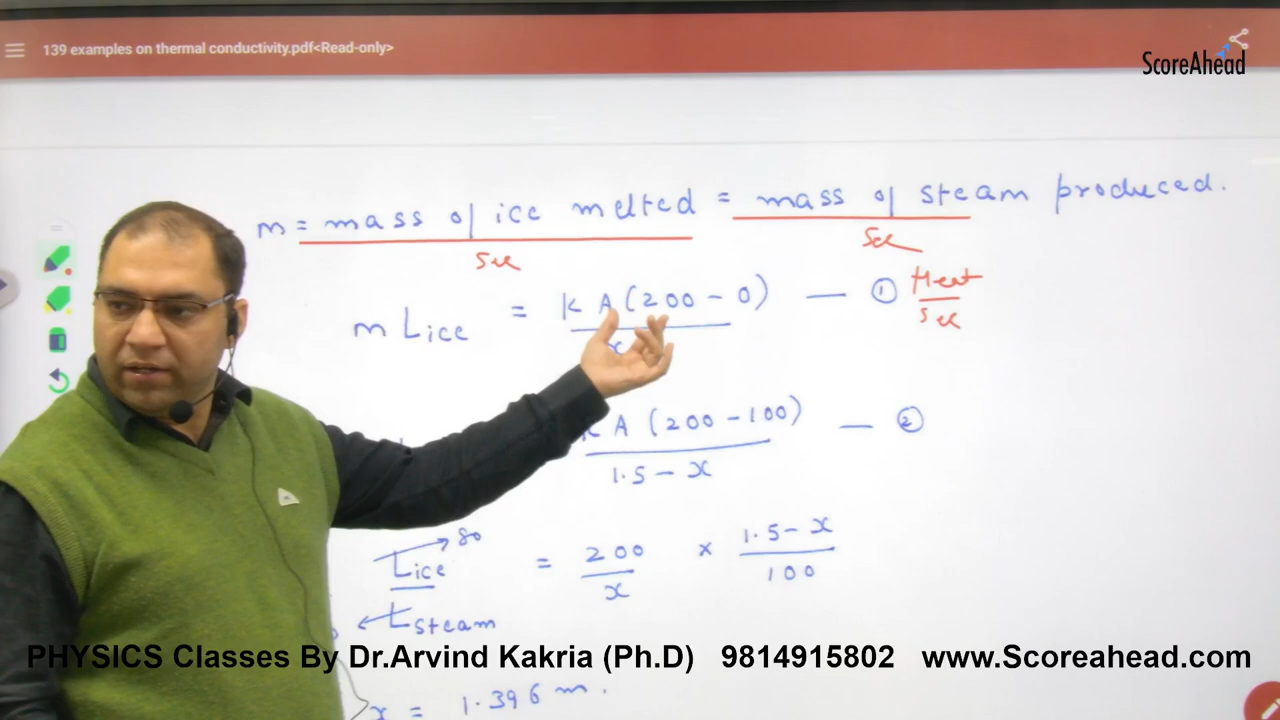 139 examples on thermal conductivity.pdf<Read-only>
ScoreAhead
m = mass of ice melted = mass of steam produced.
sec
sec
m Lice = KA(200 - 0) — ① Heat
x
sec
KA (200 - 100) — ②
1.5 - x
80
Lice = 200 × 1.5 - x
x 100
Lsteam
PHYSICS Classes By Dr.Arvind Kakria (Ph.D) 9814915802 www.Scoreahead.com
x = 1.396 m.